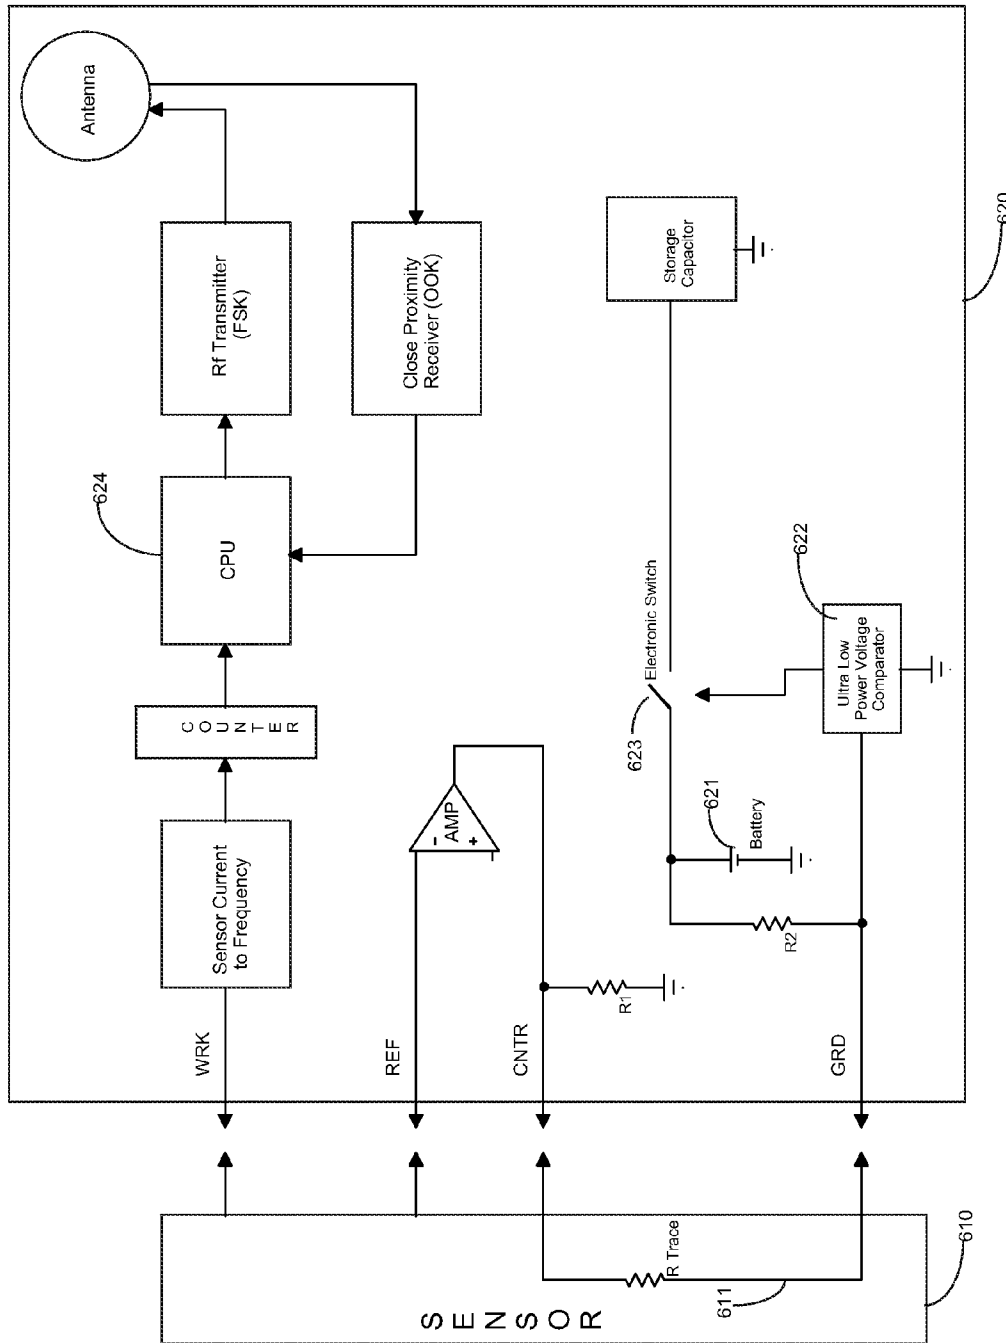 Antenna
Rf Transmitter
(FSK)
Close Proximity
Receiver (OOK)
Storage
Capacitor
620
624
CPU
COUNTER
Electronic Switch
623
622
Ultra Low
Power Voltage
Comparator
AMP
-
+
621
Battery
Sensor Current
to Frequency
R1
R2
WRK
REF
CNTR
GRD
SENSOR
R Trace
611
610